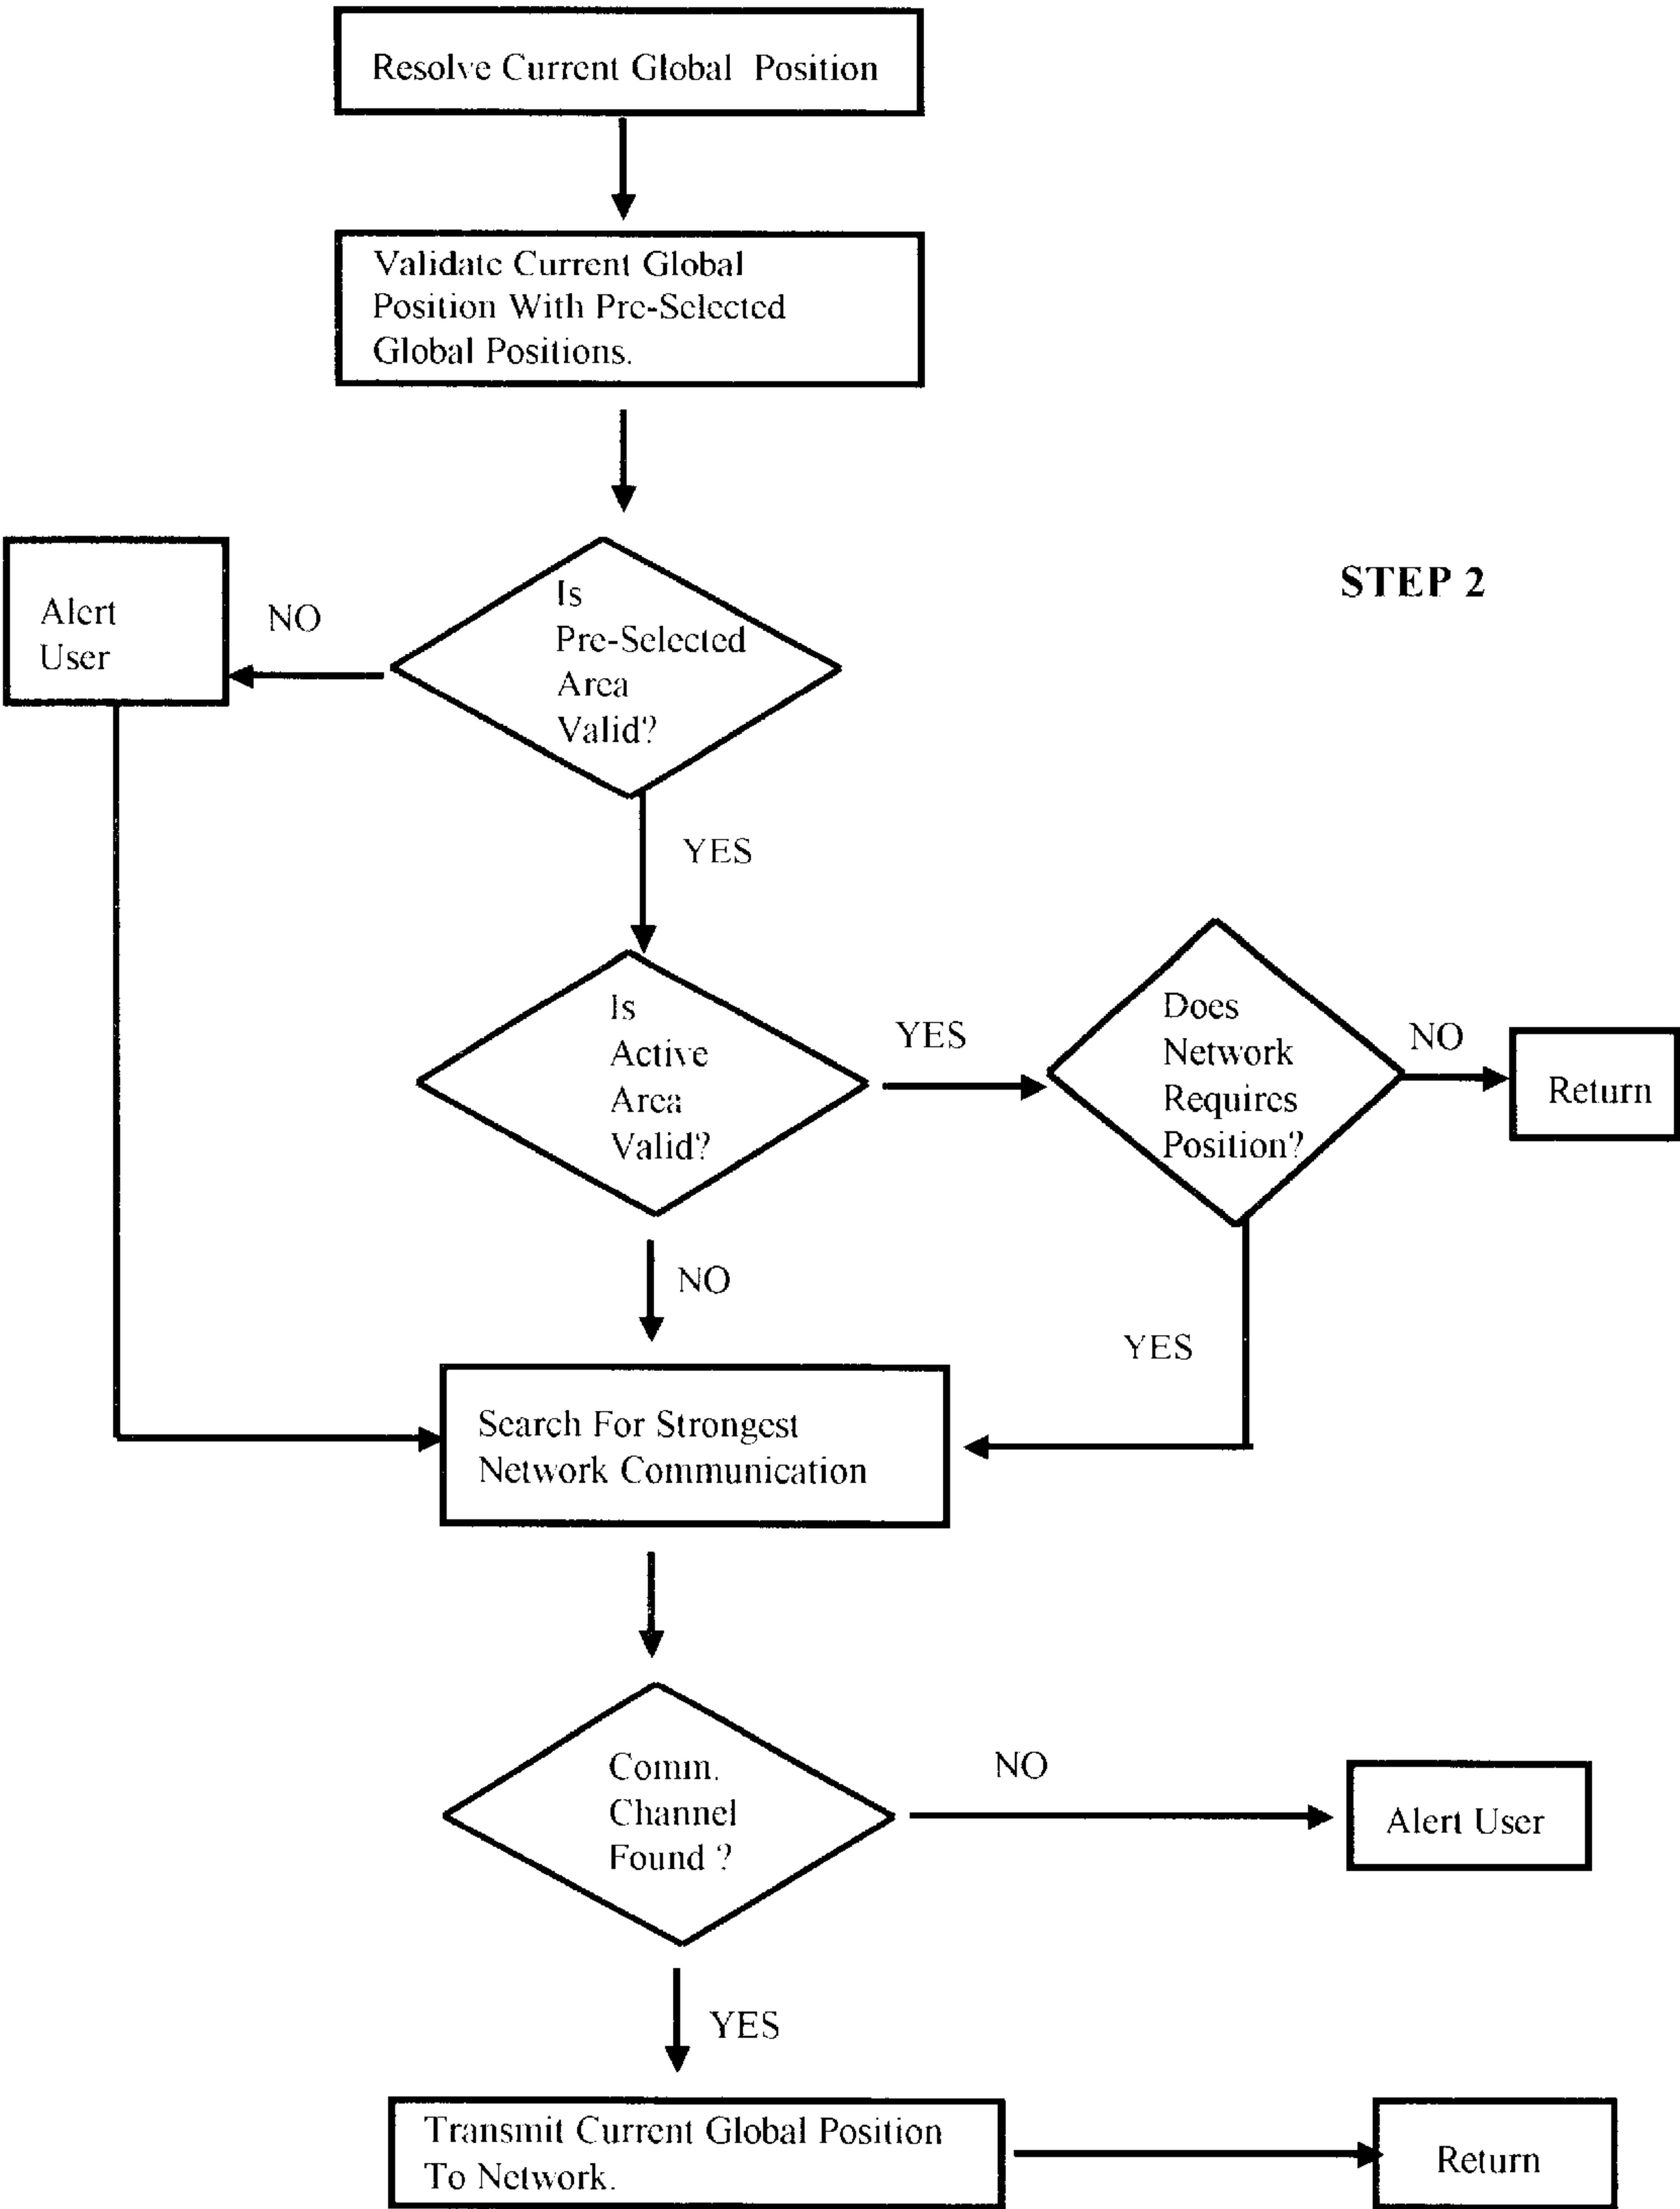 Resolve Current Global Position
Validate Current Global
Position With Pre-Selected
Global Positions.
STEP 2
Alert
User
NO
Is
Pre-Selected
Area
Valid?
YES
Is
Active
Area
Valid?
YES
Does
Network
Requires
Position?
NO
Return
NO
YES
Search For Strongest
Network Communication
Comm.
Channel
Found ?
NO
Alert User
YES
Transmit Current Global Position
To Network.
Return